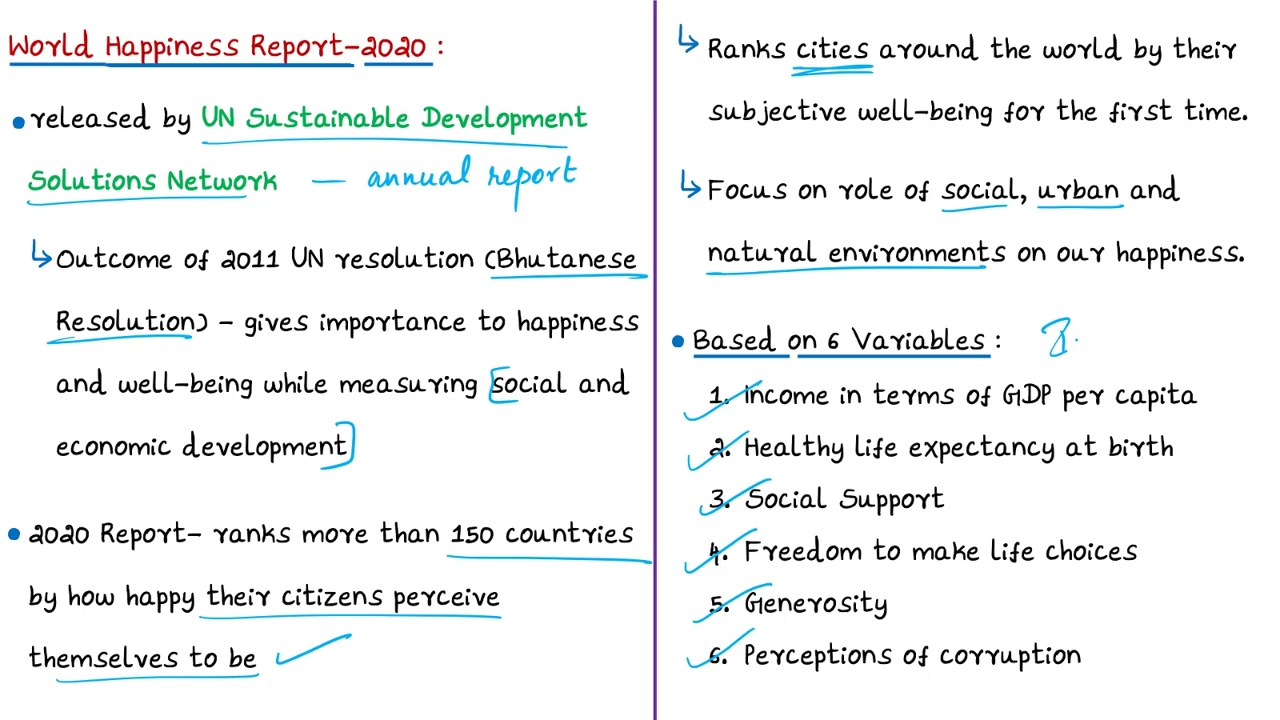 World Happiness Report-2020 :
• released by UN Sustainable Development
Solutions Network — annual report
↳ Outcome of 2011 UN resolution (Bhutanese
Resolution) - gives importance to happiness
and well-being while measuring [social and
economic development]
• 2020 Report- ranks more than 150 countries
by how happy their citizens perceive
themselves to be ✓
↳ Ranks cities around the world by their
subjective well-being for the first time.
↳ Focus on role of social, urban and
natural environments on our happiness.
• Based on 6 Variables :
1. Income in terms of GDP per capita
2. Healthy life expectancy at birth
3. Social Support
4. Freedom to make life choices
5. Generosity
6. Perceptions of corruption